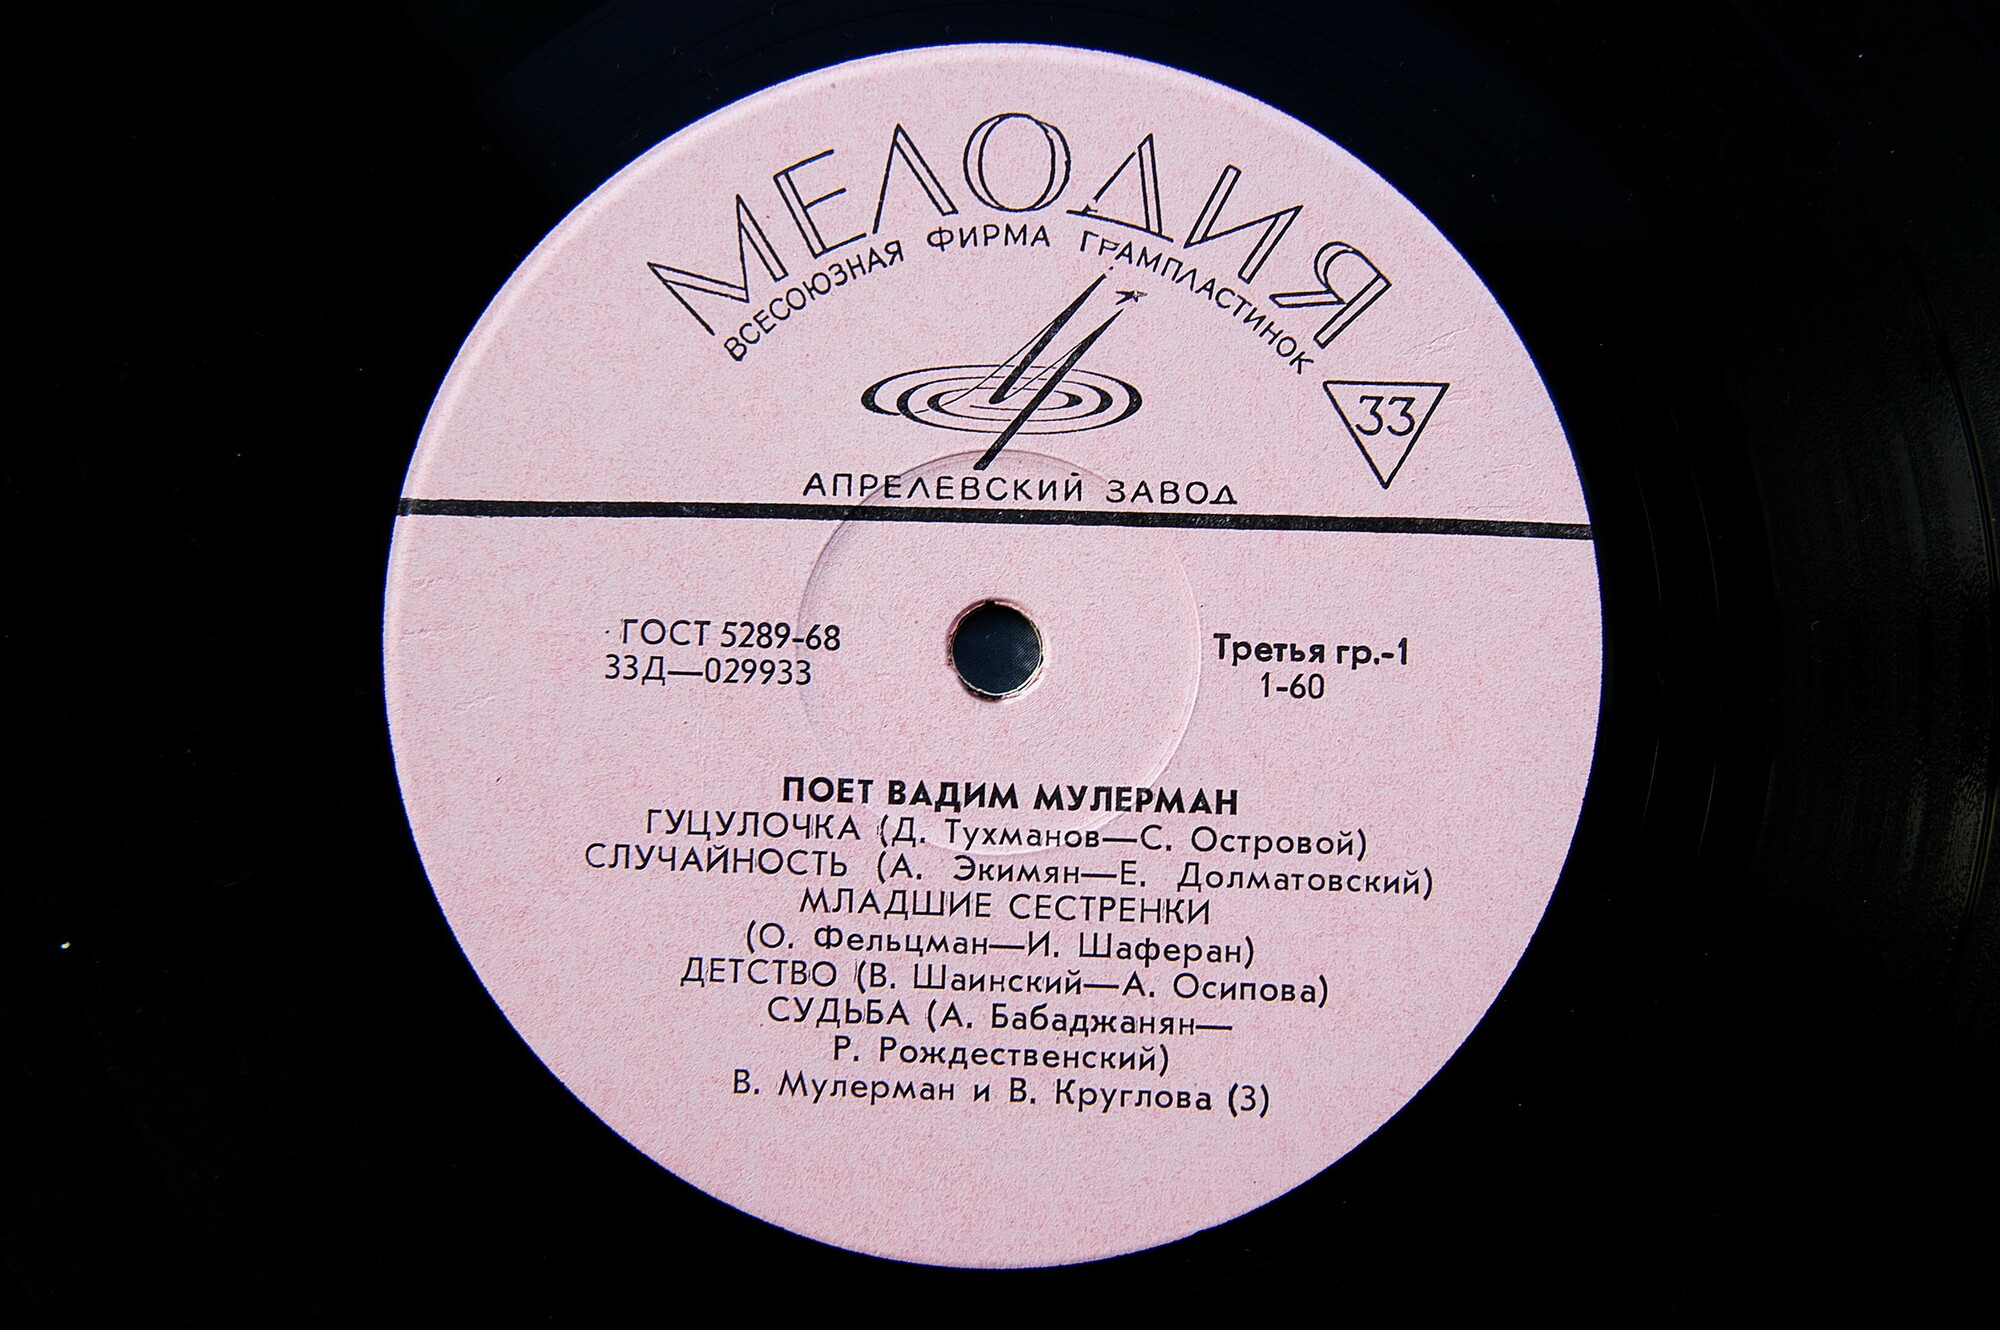 МЕЛОДИЯ
ВСЕСОЮЗНАЯ ФИРМА ГРАМПЛАСТИНОК
33
АПРЕЛЕВСКИЙ ЗАВОД
ГОСТ 5289-68
33Д—029933
Третья гр.-1
1-60
ПОЕТ ВАДИМ МУЛЕРМАН
ГУЦУЛОЧКА (Д. Тухманов—С. Островой)
СЛУЧАЙНОСТЬ (А. Экимян—Е. Долматовский)
МЛАДШИЕ СЕСТРЕНКИ
(О. Фельцман—И. Шаферан)
ДЕТСТВО (В. Шаинский—А. Осипова)
СУДЬБА (А. Бабаджанян—
Р. Рождественский)
В. Мулерман и В. Круглова (3)